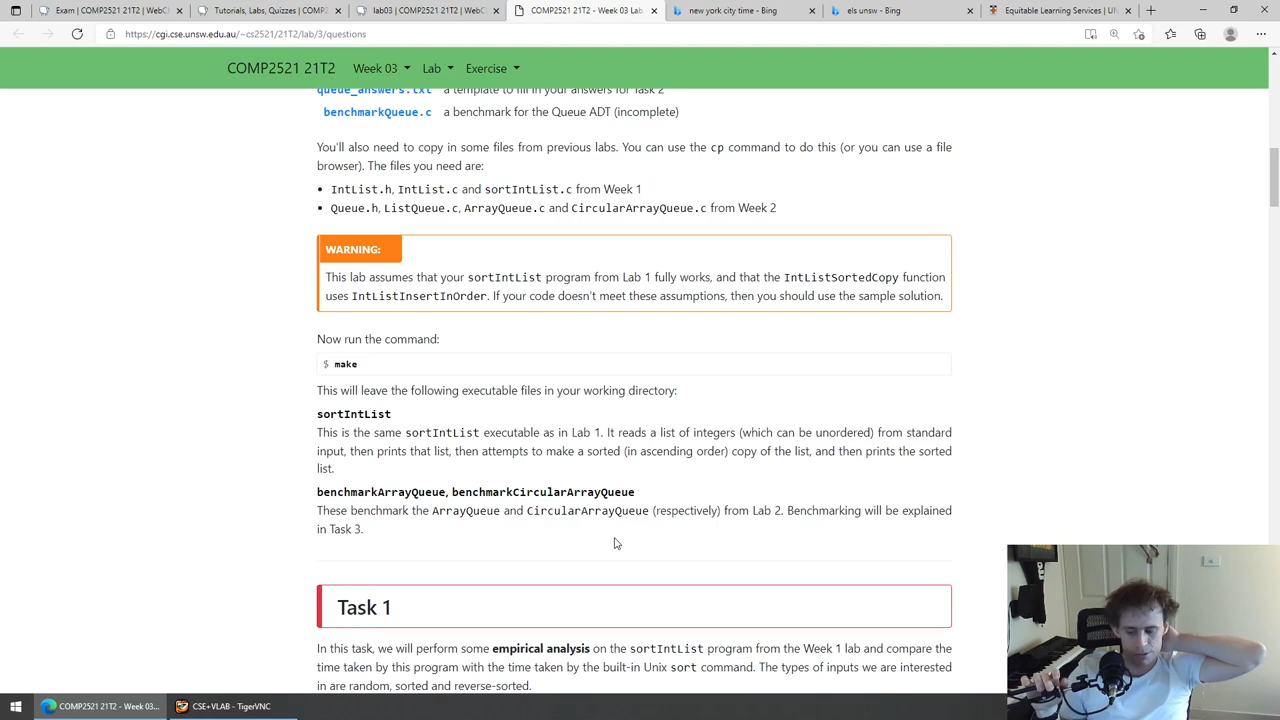 Exam | COMP2521 21T2 | WebC
Tutorials, Labs, Quizzes | COMP2
lab03 | COMP2521 21T2 | WebC
COMP2521 21T2 - Week 03 Lab
new york city time - Bing
els unsw - Bing
Equitable Learning Services | U
https://cgi.cse.unsw.edu.au/~cs2521/21T2/lab/3/questions
COMP2521 21T2 Week 03 Lab Exercise
queue_answers.txt a template to fill in your answers for Task 2
benchmarkQueue.c a benchmark for the Queue ADT (incomplete)
You'll also need to copy in some files from previous labs. You can use the cp command to do this (or you can use a file
browser). The files you need are:
• IntList.h, IntList.c and sortIntList.c from Week 1
• Queue.h, ListQueue.c, ArrayQueue.c and CircularArrayQueue.c from Week 2
WARNING:
This lab assumes that your sortIntList program from Lab 1 fully works, and that the IntListSortedCopy function
uses IntListInsertInOrder. If your code doesn't meet these assumptions, then you should use the sample solution.
Now run the command:
$ make
This will leave the following executable files in your working directory:
sortIntList
This is the same sortIntList executable as in Lab 1. It reads a list of integers (which can be unordered) from standard
input, then prints that list, then attempts to make a sorted (in ascending order) copy of the list, and then prints the sorted
list.
benchmarkArrayQueue, benchmarkCircularArrayQueue
These benchmark the ArrayQueue and CircularArrayQueue (respectively) from Lab 2. Benchmarking will be explained
in Task 3.
Task 1
In this task, we will perform some empirical analysis on the sortIntList program from the Week 1 lab and compare the
time taken by this program with the time taken by the built-in Unix sort command. The types of inputs we are interested
in are random, sorted and reverse-sorted.
COMP2521 21T2 - Week 03...
CSE+VLAB - TigerVNC